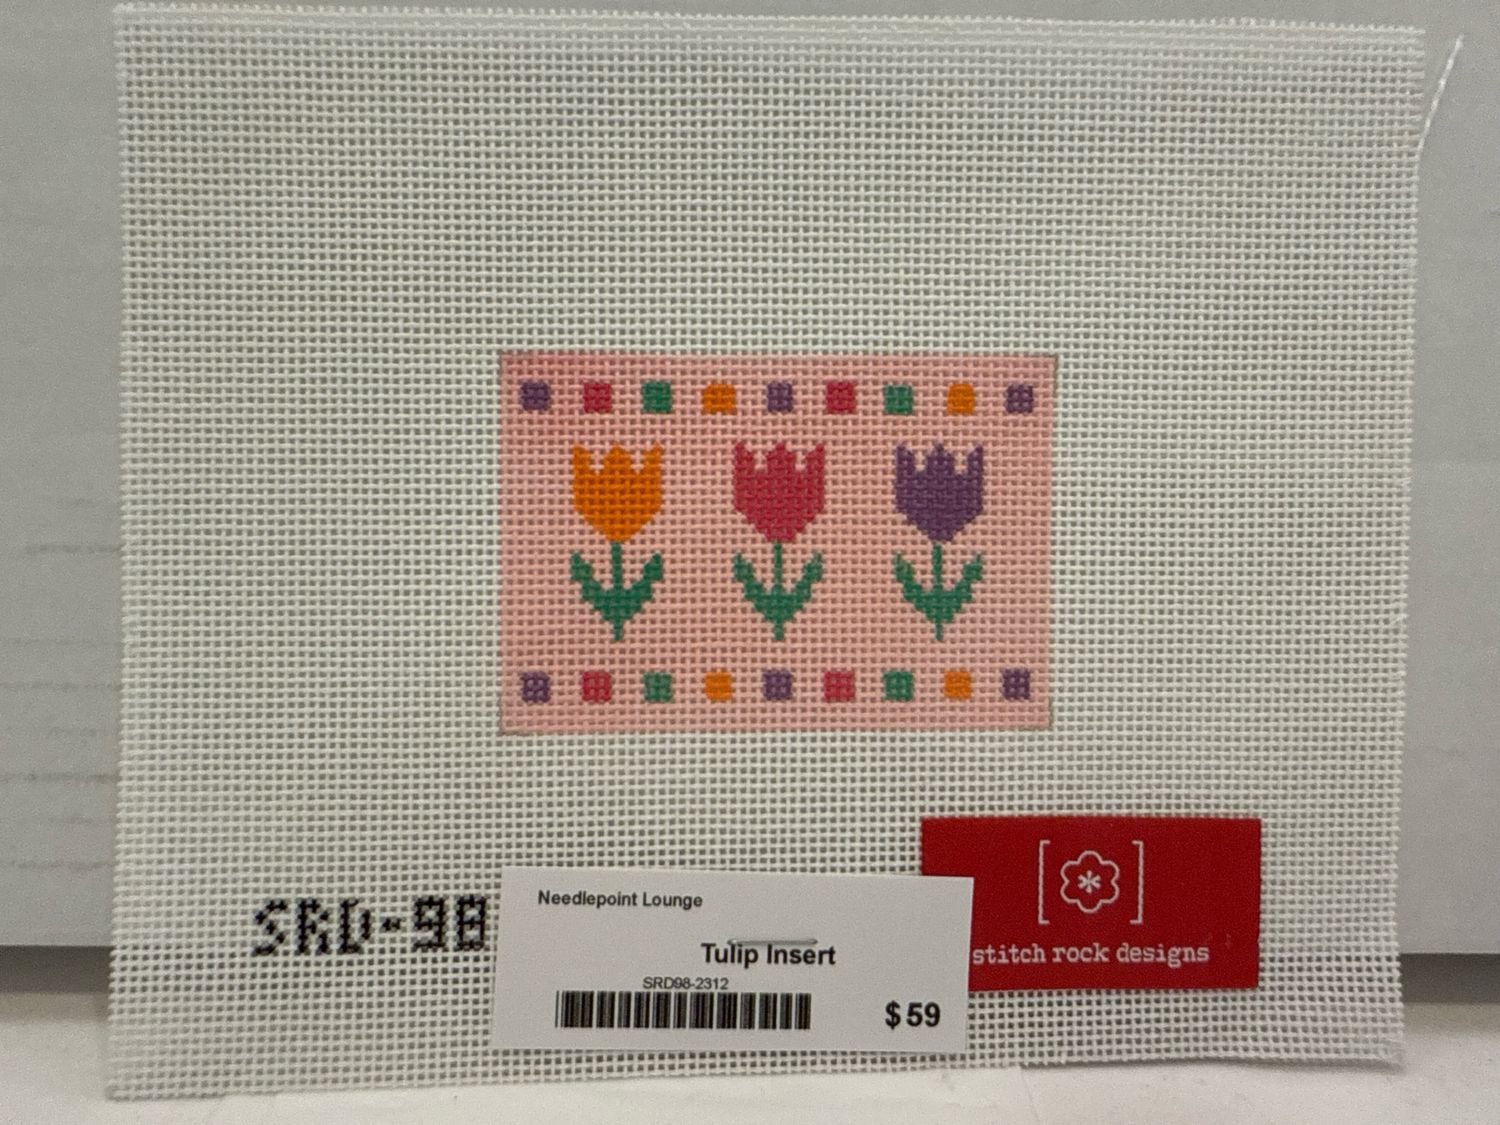 SRD-98
Needlepoint Lounge
Tulip Insert
SRD98-2312
$59
stitch rock designs